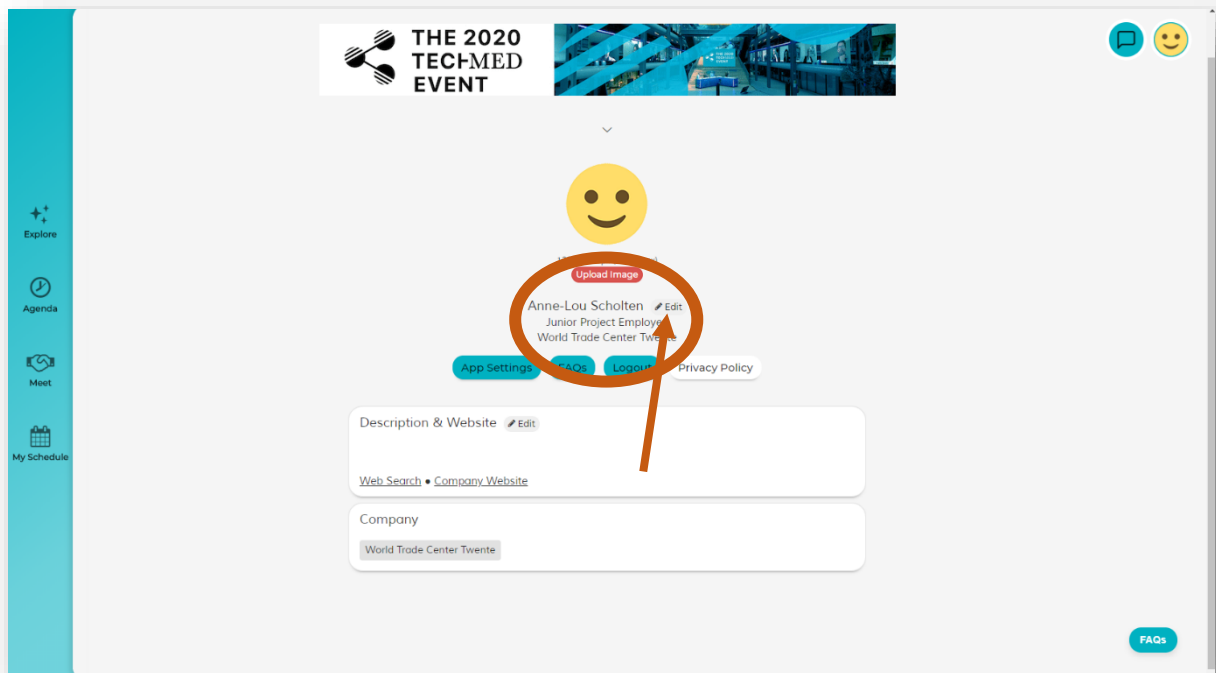 THE 2020
TECHMED
EVENT
Explore
Agenda
Meet
My Schedule
Upload Image
Anne-Lou Scholten Edit
Junior Project
World Trade Center
App Settings FAQs Logout Privacy Policy
Description & Website Edit
Web Search • Company Website
Company
World Trade Center Twente
FAQs